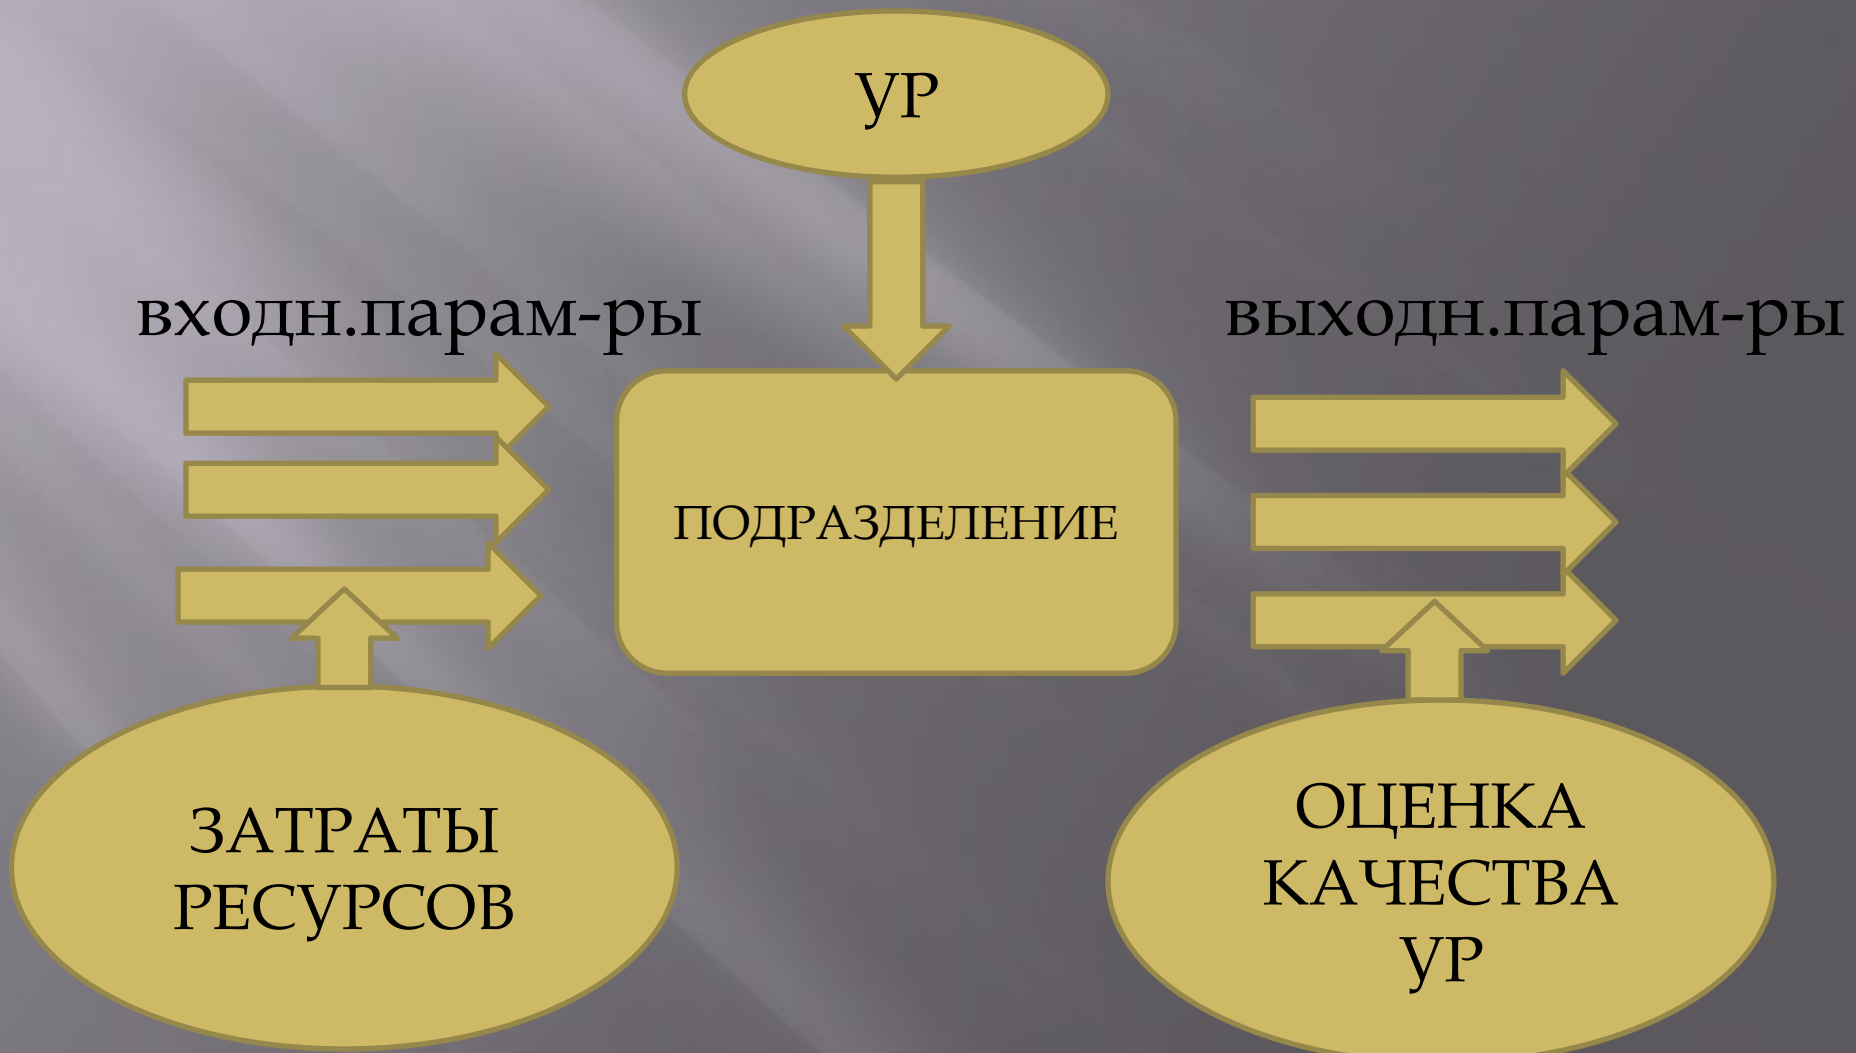 УР
входн.парам-ры
выходн.парам-ры
ПОДРАЗДЕЛЕНИЕ
ЗАТРАТЫ
РЕСУРСОВ
ОЦЕНКА
КАЧЕСТВА
УР